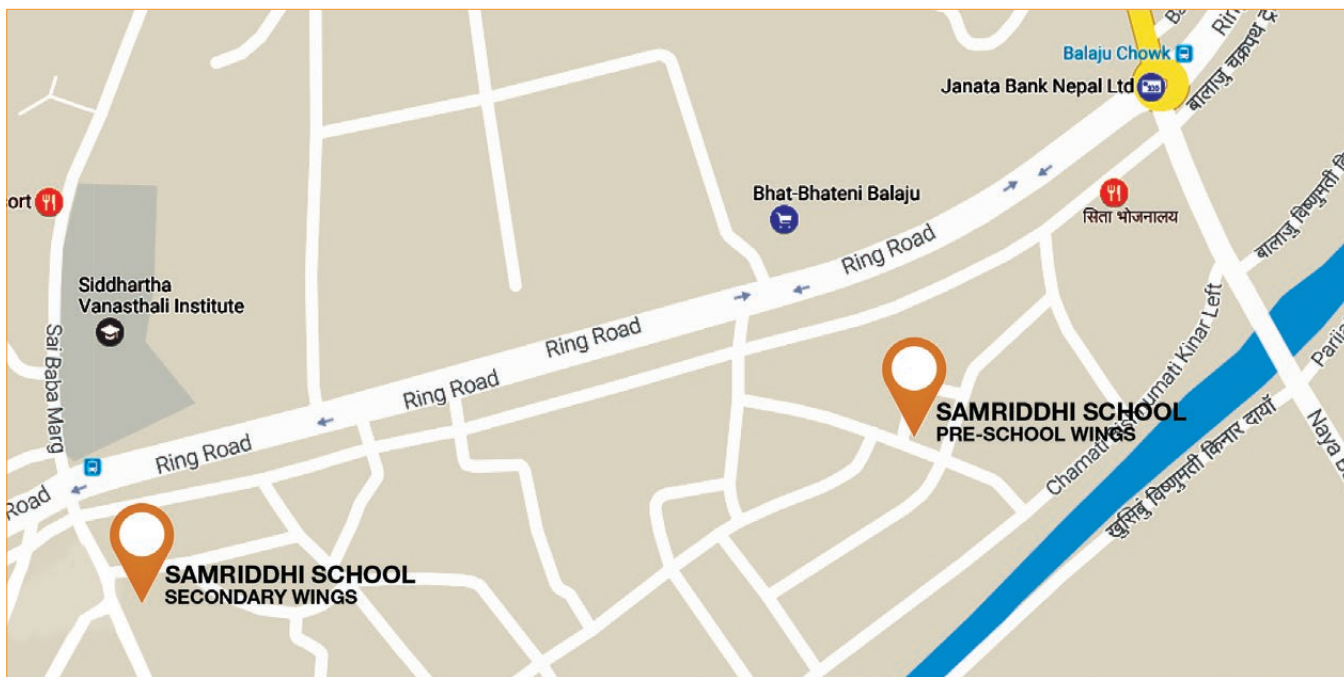 Balaju Chowk
Janata Bank Nepal Ltd
बालाजु चक्रपथ
Bhat-Bhateni Balaju
सिता भोजनालय
बालाजु विष्णुमती
ort
Siddhartha
Vanasthali Institute
Sai Baba Marg
Ring Road
Ring Road
Ring Road
Ring Road
Road
Chamati Bishnumati Kinar Left
खुसिबुं विष्णुमती किनार दायाँ
Naya
SAMRIDDHI SCHOOL
PRE-SCHOOL WINGS
SAMRIDDHI SCHOOL
SECONDARY WINGS